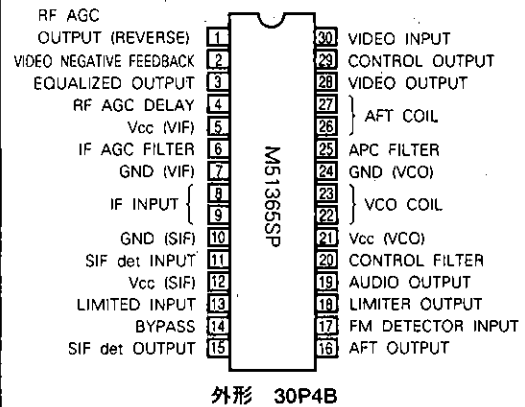 RF AGC
OUTPUT (REVERSE) 1
VIDEO NEGATIVE FEEDBACK 2
EQUALIZED OUTPUT 3
RF AGC DELAY 4
Vcc (VIF) 5
IF AGC FILTER 6
GND (VIF) 7
IF INPUT 8
9
GND (SIF) 10
SIF det INPUT 11
Vcc (SIF) 12
LIMITED INPUT 13
BYPASS 14
SIF det OUTPUT 15
M51365SP
30 VIDEO INPUT
29 CONTROL OUTPUT
28 VIDEO OUTPUT
27
26 AFT COIL
25 APC FILTER
24 GND (VCO)
23
22 VCO COIL
21 Vcc (VCO)
20 CONTROL FILTER
19 AUDIO OUTPUT
18 LIMITER OUTPUT
17 FM DETECTOR INPUT
16 AFT OUTPUT
外形 30P4B